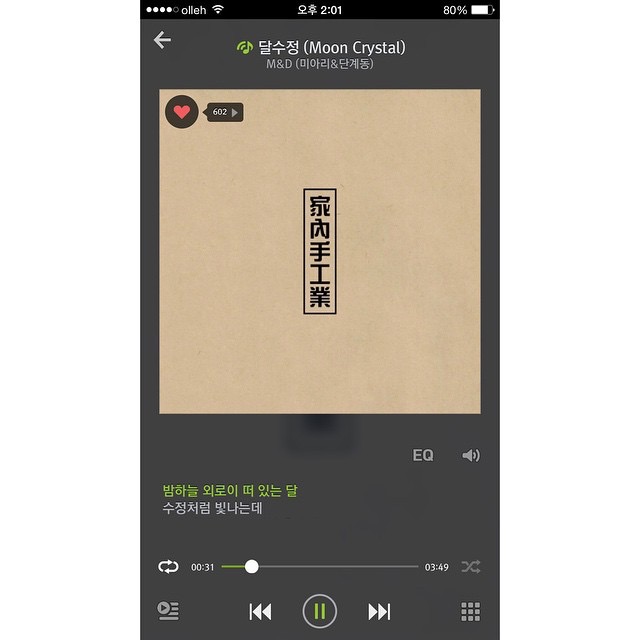 olleh 오후 2:01 80%
달수정 (Moon Crystal)
M&D (미아리&단계동)
602
家內手工業
EQ
밤하늘 외로이 떠 있는 달
수정처럼 빛나는데
00:31 03:49